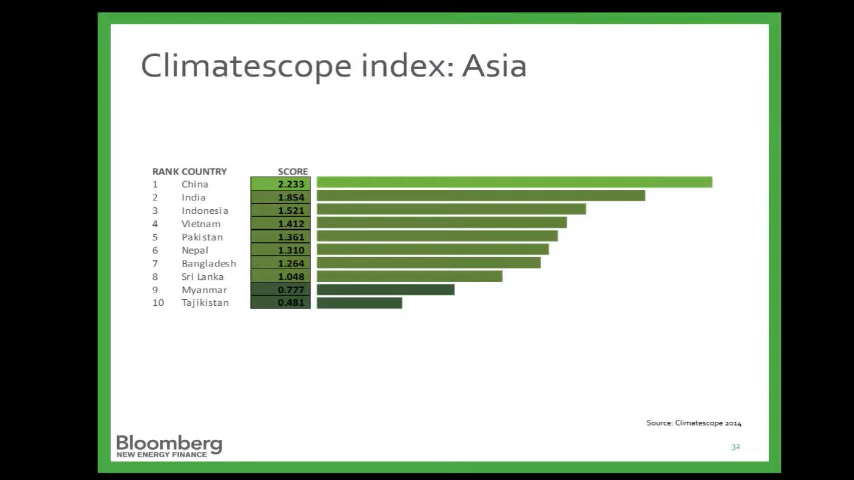 Climatescope index: Asia
RANK COUNTRY SCORE
1 China 2.233
2 India 1.854
3 Indonesia 1.521
4 Vietnam 1.412
5 Pakistan 1.361
6 Nepal 1.310
7 Bangladesh 1.264
8 Sri Lanka 1.048
9 Myanmar 0.777
10 Tajikistan 0.481
Source: Climatescope 2014
Bloomberg
NEW ENERGY FINANCE
32